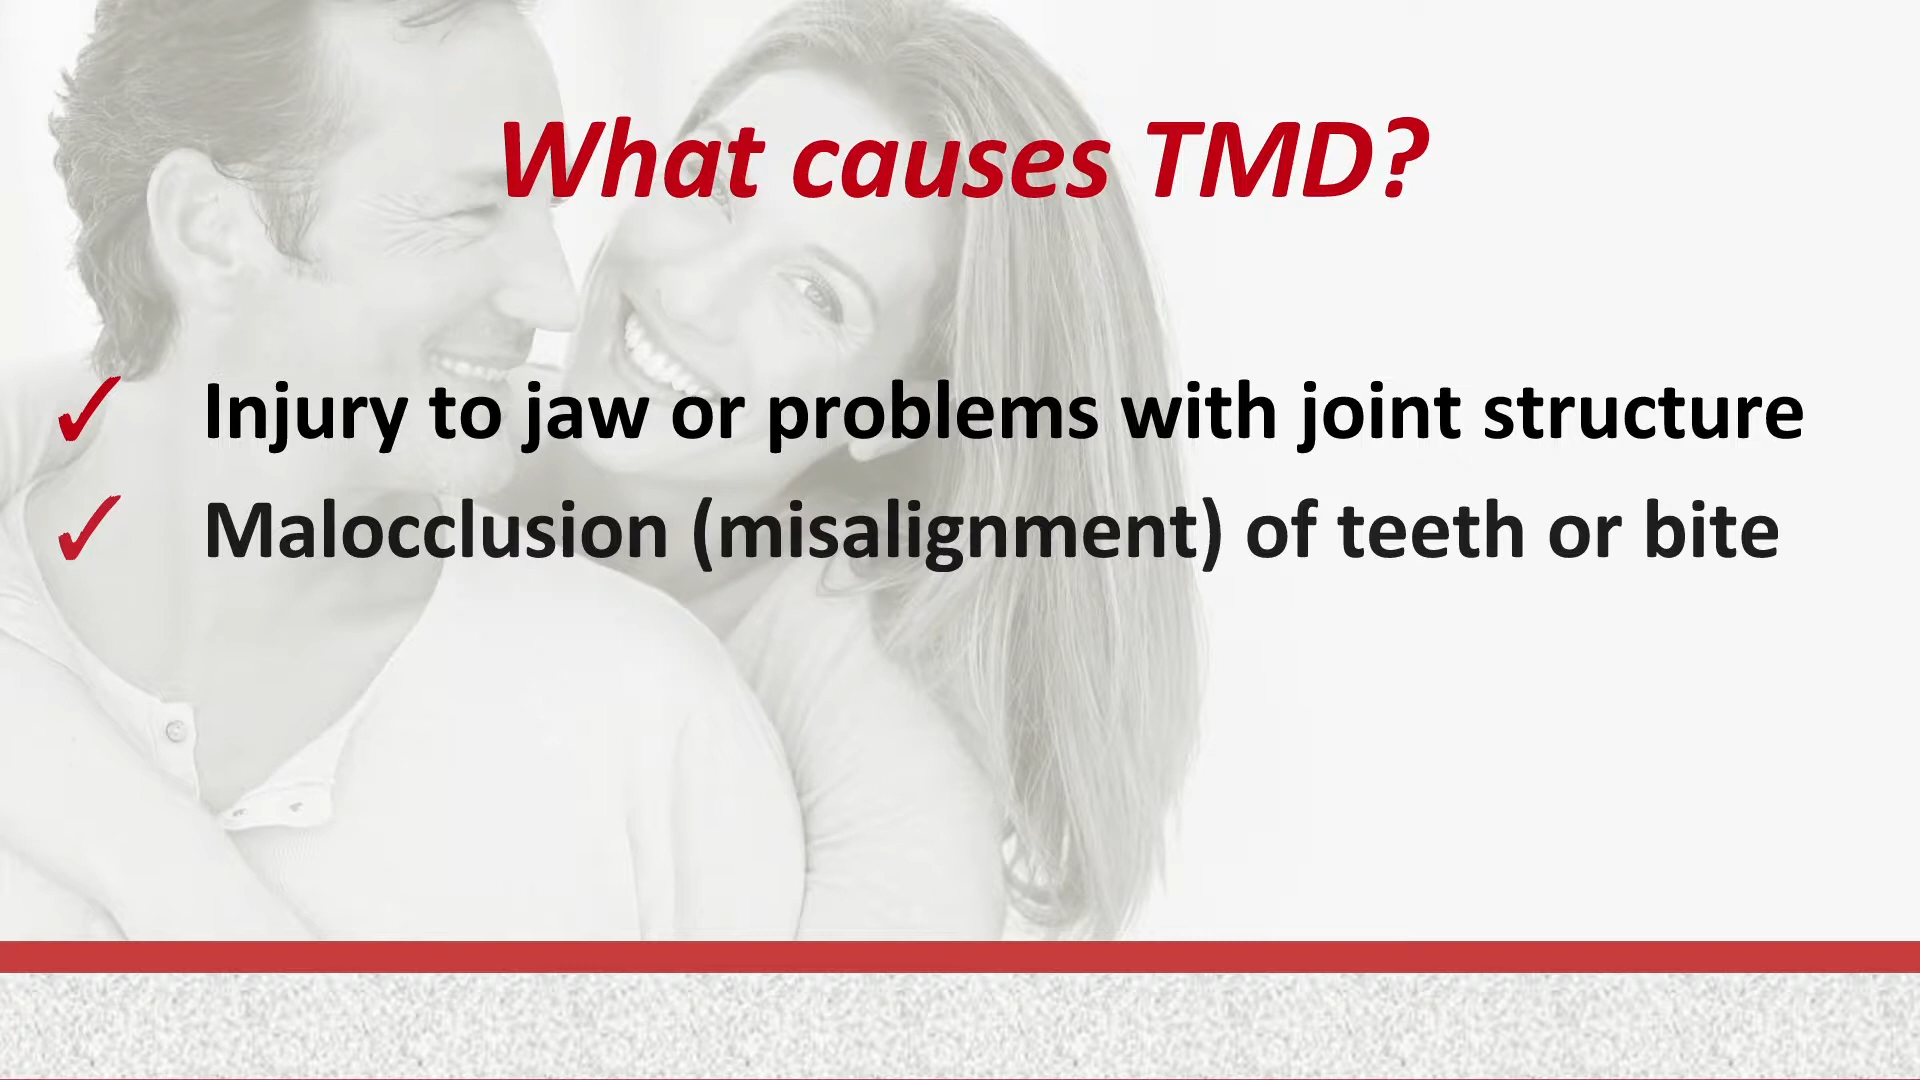 What causes TMD?
✓ Injury to jaw or problems with joint structure
✓ Malocclusion (misalignment) of teeth or bite